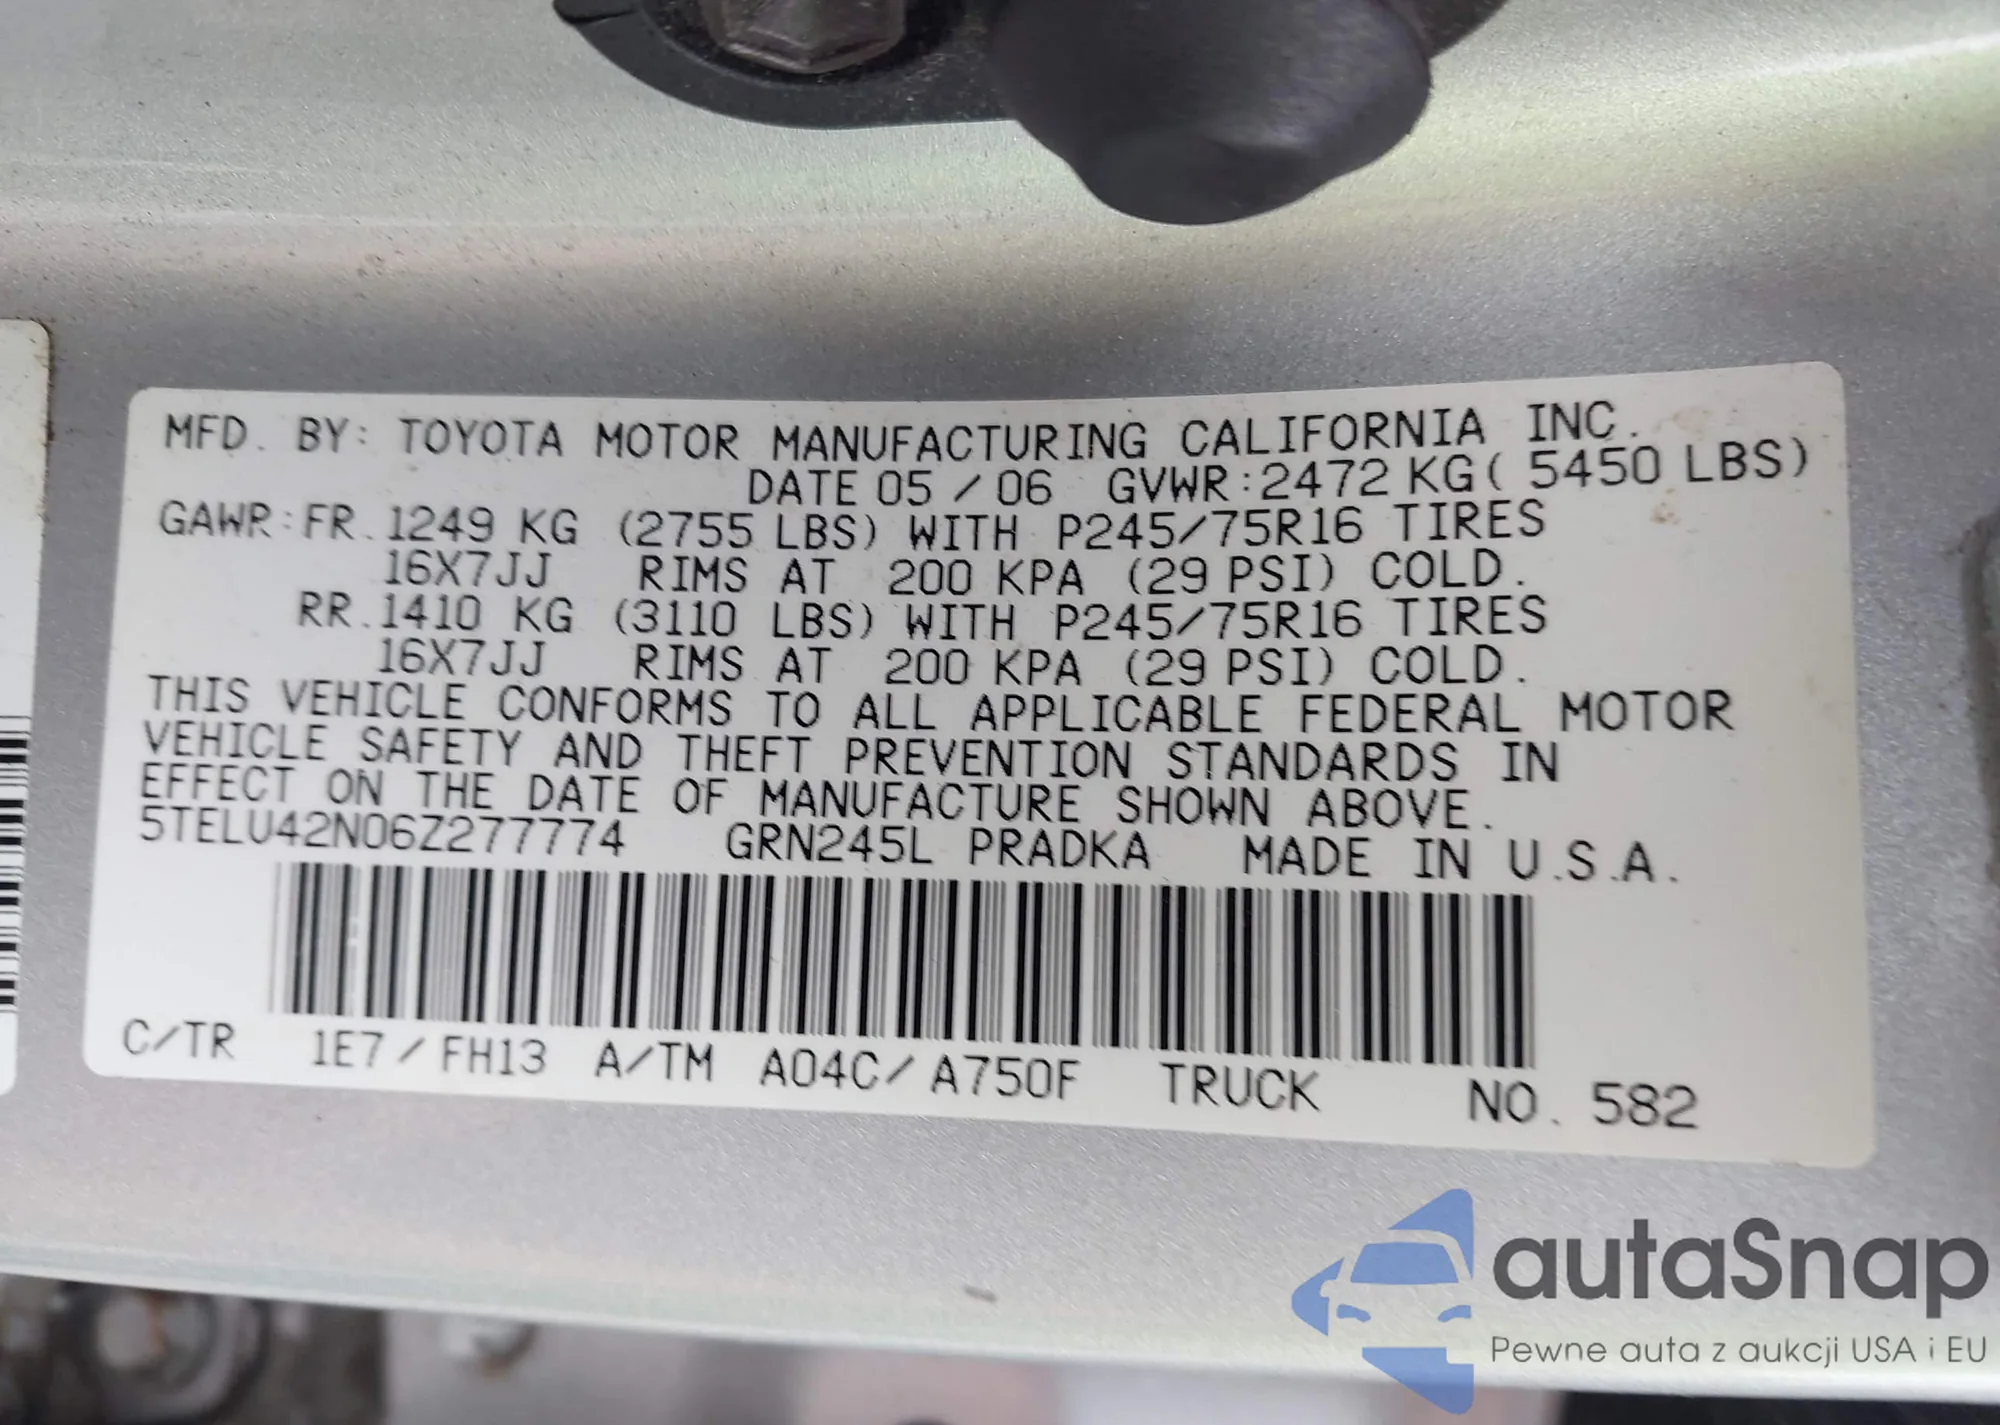 MFD. BY: TOYOTA MOTOR MANUFACTURING CALIFORNIA INC.
DATE 05 / 06 GVWR:2472 KG( 5450 LBS)
GAWR:FR.1249 KG (2755 LBS) WITH P245/75R16 TIRES
16X7JJ RIMS AT 200 KPA (29 PSI) COLD.
RR.1410 KG (3110 LBS) WITH P245/75R16 TIRES
16X7JJ RIMS AT 200 KPA (29 PSI) COLD.
THIS VEHICLE CONFORMS TO ALL APPLICABLE FEDERAL MOTOR
VEHICLE SAFETY AND THEFT PREVENTION STANDARDS IN
EFFECT ON THE DATE OF MANUFACTURE SHOWN ABOVE.
5TELU42N06Z277774 GRN245L PRADKA MADE IN U.S.A.
C/TR 1E7/FH13 A/TM A04C/A750F TRUCK NO. 582
autaSnap
Pewne auta z aukcji USA i EU